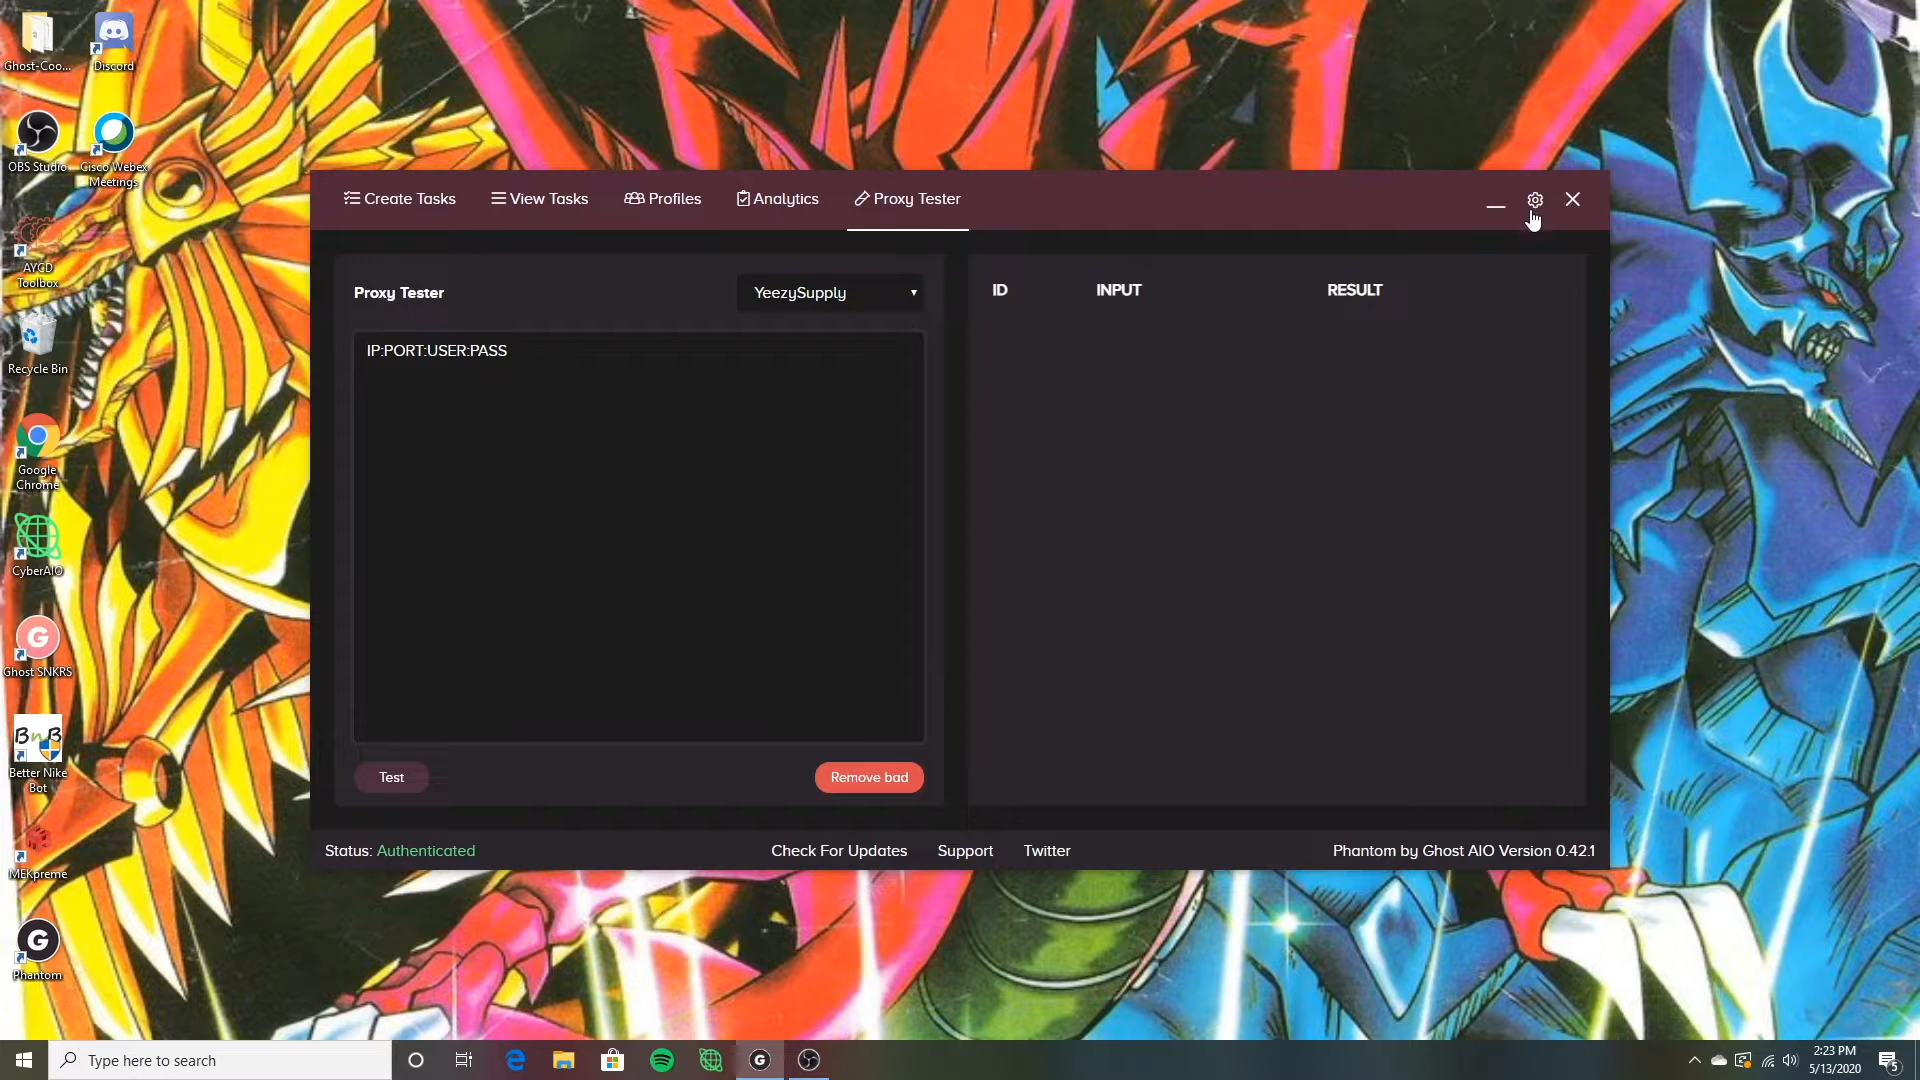 Ghost-Coo...
Discord
OBS Studio
Cisco Webex
Meetings
AYCD
Toolbox
Recycle Bin
Google
Chrome
CyberAIO
G
Ghost SNKRS
BnB
Better Nike
Bot
MEKpreme
G
Phantom
Create Tasks
View Tasks
Profiles
Analytics
Proxy Tester
Proxy Tester
YeezySupply
IP:PORT:USER:PASS
Test
Remove bad
ID
INPUT
RESULT
Status: Authenticated
Check For Updates
Support
Twitter
Phantom by Ghost AIO Version 0.42.1
Type here to search
G
2:23 PM
5/13/2020
5